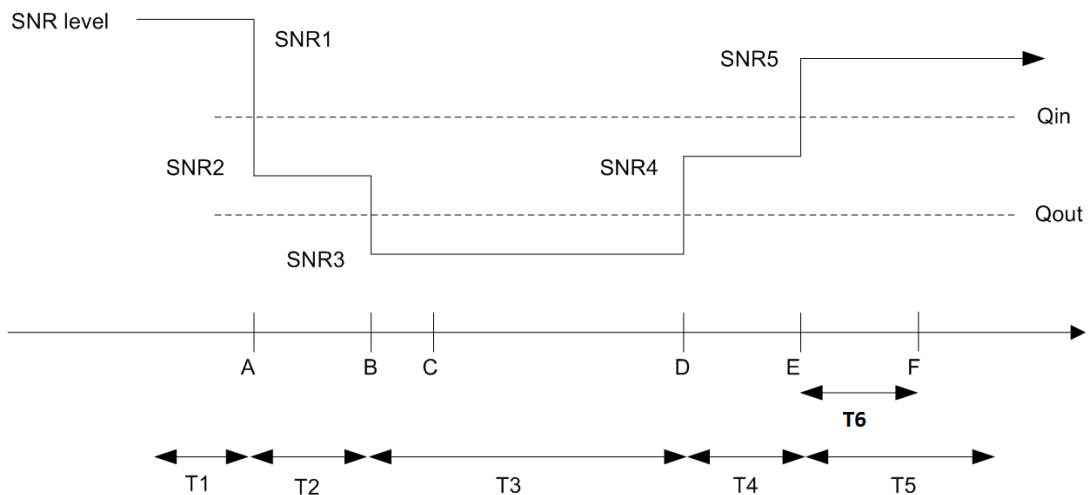 SNR level
SNR1
SNR5
Qin
SNR2
SNR4
Qout
SNR3
A B C D E F
T6
T1 T2 T3 T4 T5